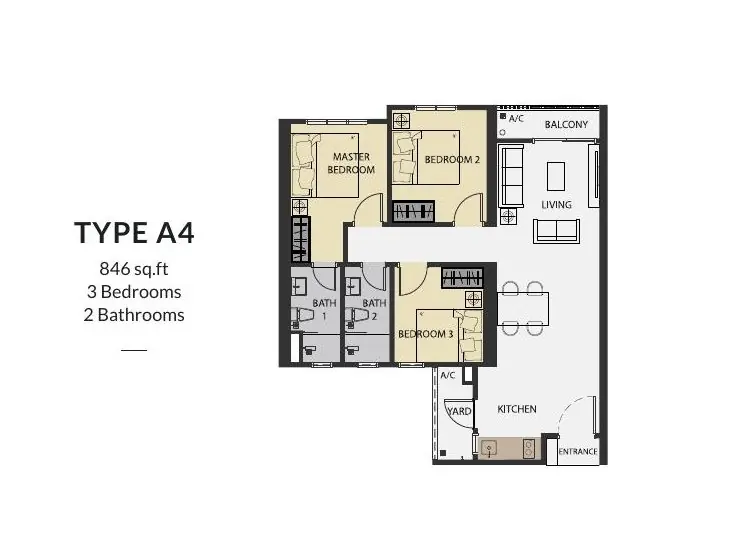 TYPE A4
846 sq.ft
3 Bedrooms
2 Bathrooms
A/C
BALCONY
MASTER
BEDROOM
BEDROOM 2
LIVING
BATH
1
BATH
2
BEDROOM 3
A/C
YARD
KITCHEN
ENTRANCE